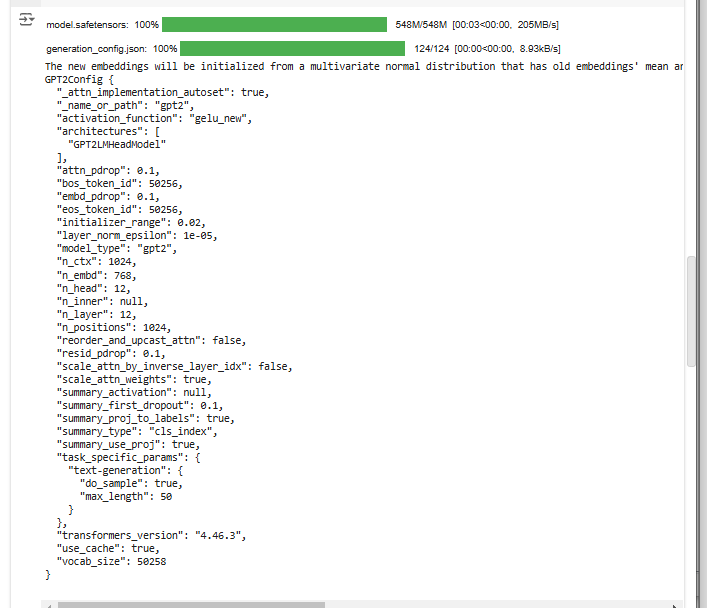 model.safetensors: 100% 548M/548M [00:03<00:00, 205MB/s]
generation_config.json: 100% 124/124 [00:00<00:00, 8.93kB/s]
The new embeddings will be initialized from a multivariate normal distribution that has old embeddings' mean
GPT2Config {
  "_attn_implementation_autoset": true,
  "_name_or_path": "gpt2",
  "activation_function": "gelu_new",
  "architectures": [
    "GPT2LMHeadModel"
  ],
  "attn_pdrop": 0.1,
  "bos_token_id": 50256,
  "embd_pdrop": 0.1,
  "eos_token_id": 50256,
  "initializer_range": 0.02,
  "layer_norm_epsilon": 1e-05,
  "model_type": "gpt2",
  "n_ctx": 1024,
  "n_embd": 768,
  "n_head": 12,
  "n_inner": null,
  "n_layer": 12,
  "n_positions": 1024,
  "reorder_and_upcast_attn": false,
  "resid_pdrop": 0.1,
  "scale_attn_by_inverse_layer_idx": false,
  "scale_attn_weights": true,
  "summary_activation": null,
  "summary_first_dropout": 0.1,
  "summary_proj_to_labels": true,
  "summary_type": "cls_index",
  "summary_use_proj": true,
  "task_specific_params": {
    "text-generation": {
      "do_sample": true,
      "max_length": 50
    }
  },
  "transformers_version": "4.46.3",
  "use_cache": true,
  "vocab_size": 50258
}